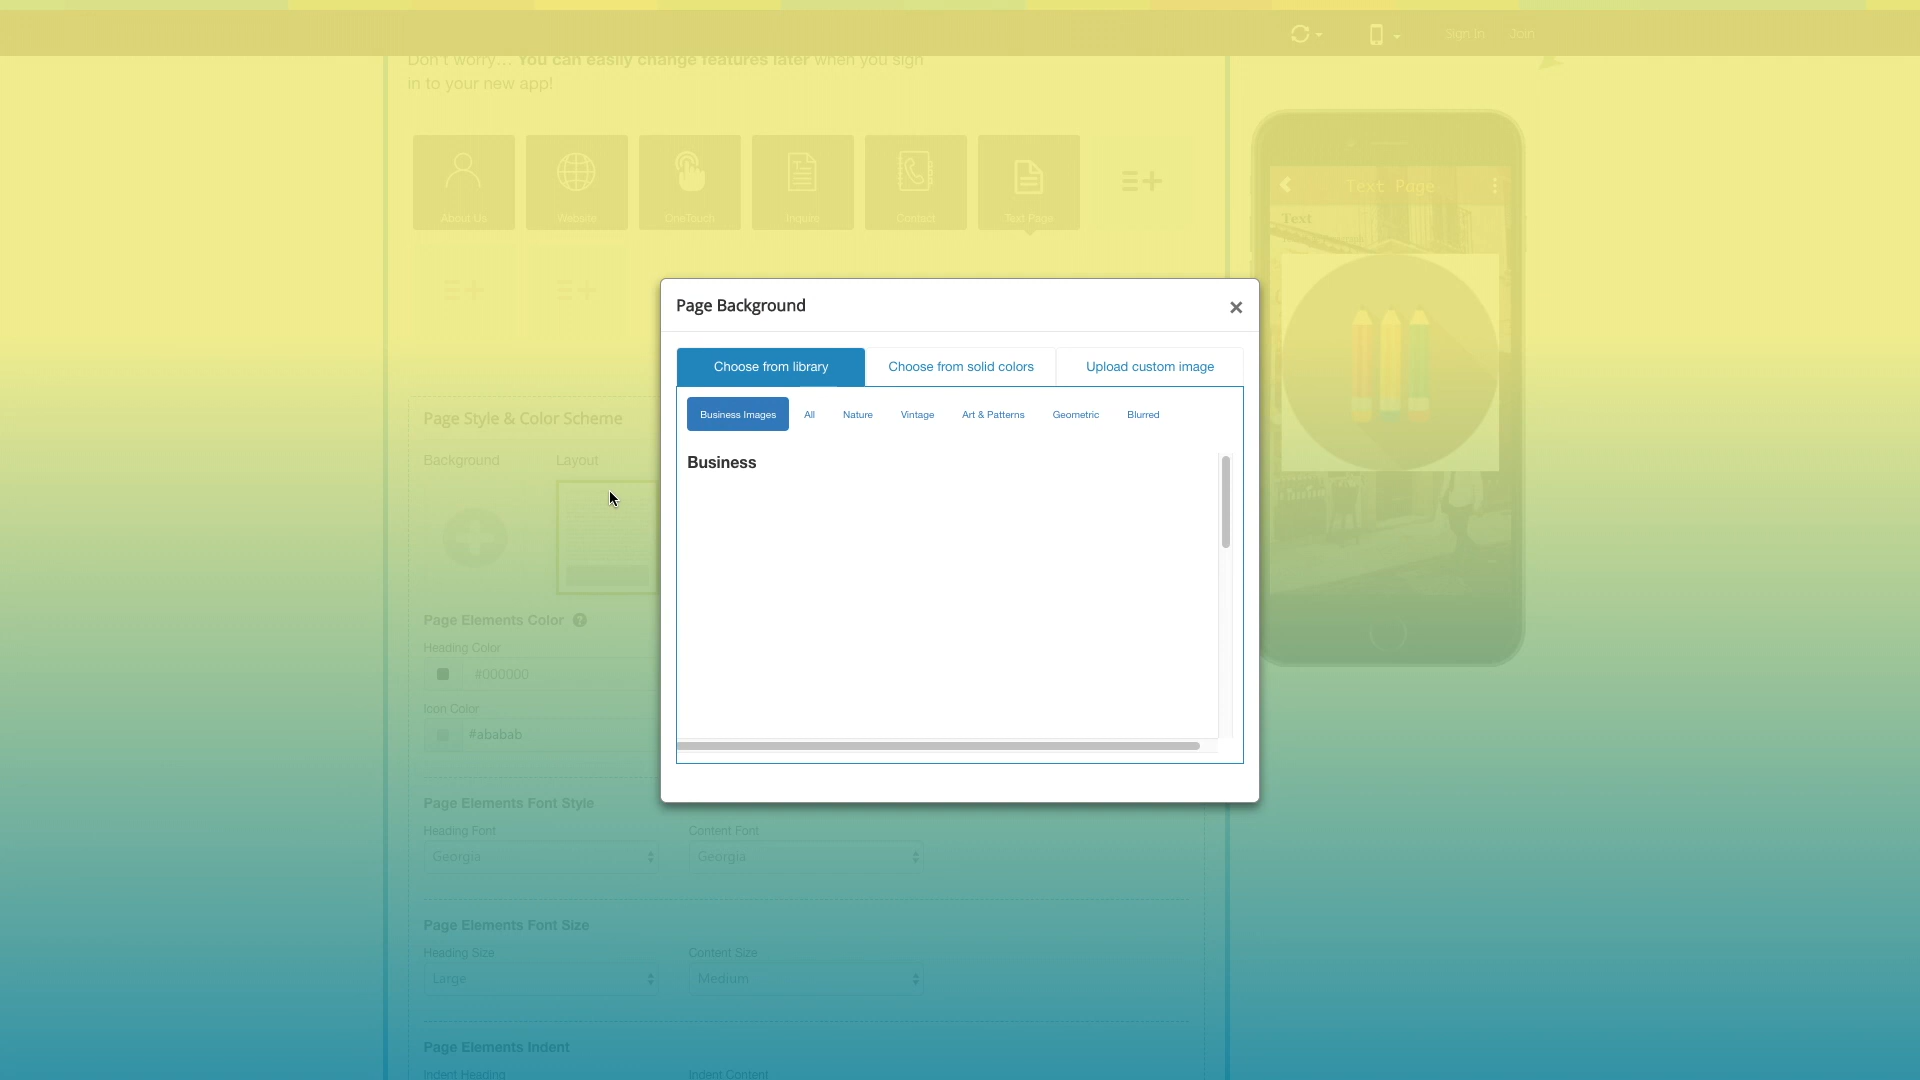 Sign In
Join
Don't worry... You can easily change features later when you sign
in to your new app!
About Us
Website
OneTouch
Inquire
Contact
Text Page
Text Page
Text
Page Background
×
Choose from library
Choose from solid colors
Upload custom image
Business Images
All
Nature
Vintage
Art & Patterns
Geometric
Blurred
Business
Page Style & Color Scheme
Background
Layout
Page Elements Color ?
Heading Color
#000000
Icon Color
#ababab
Page Elements Font Style
Heading Font
Content Font
Georgia
Georgia
Page Elements Font Size
Heading Size
Content Size
Large
Medium
Page Elements Indent
Indent Heading
Indent Content